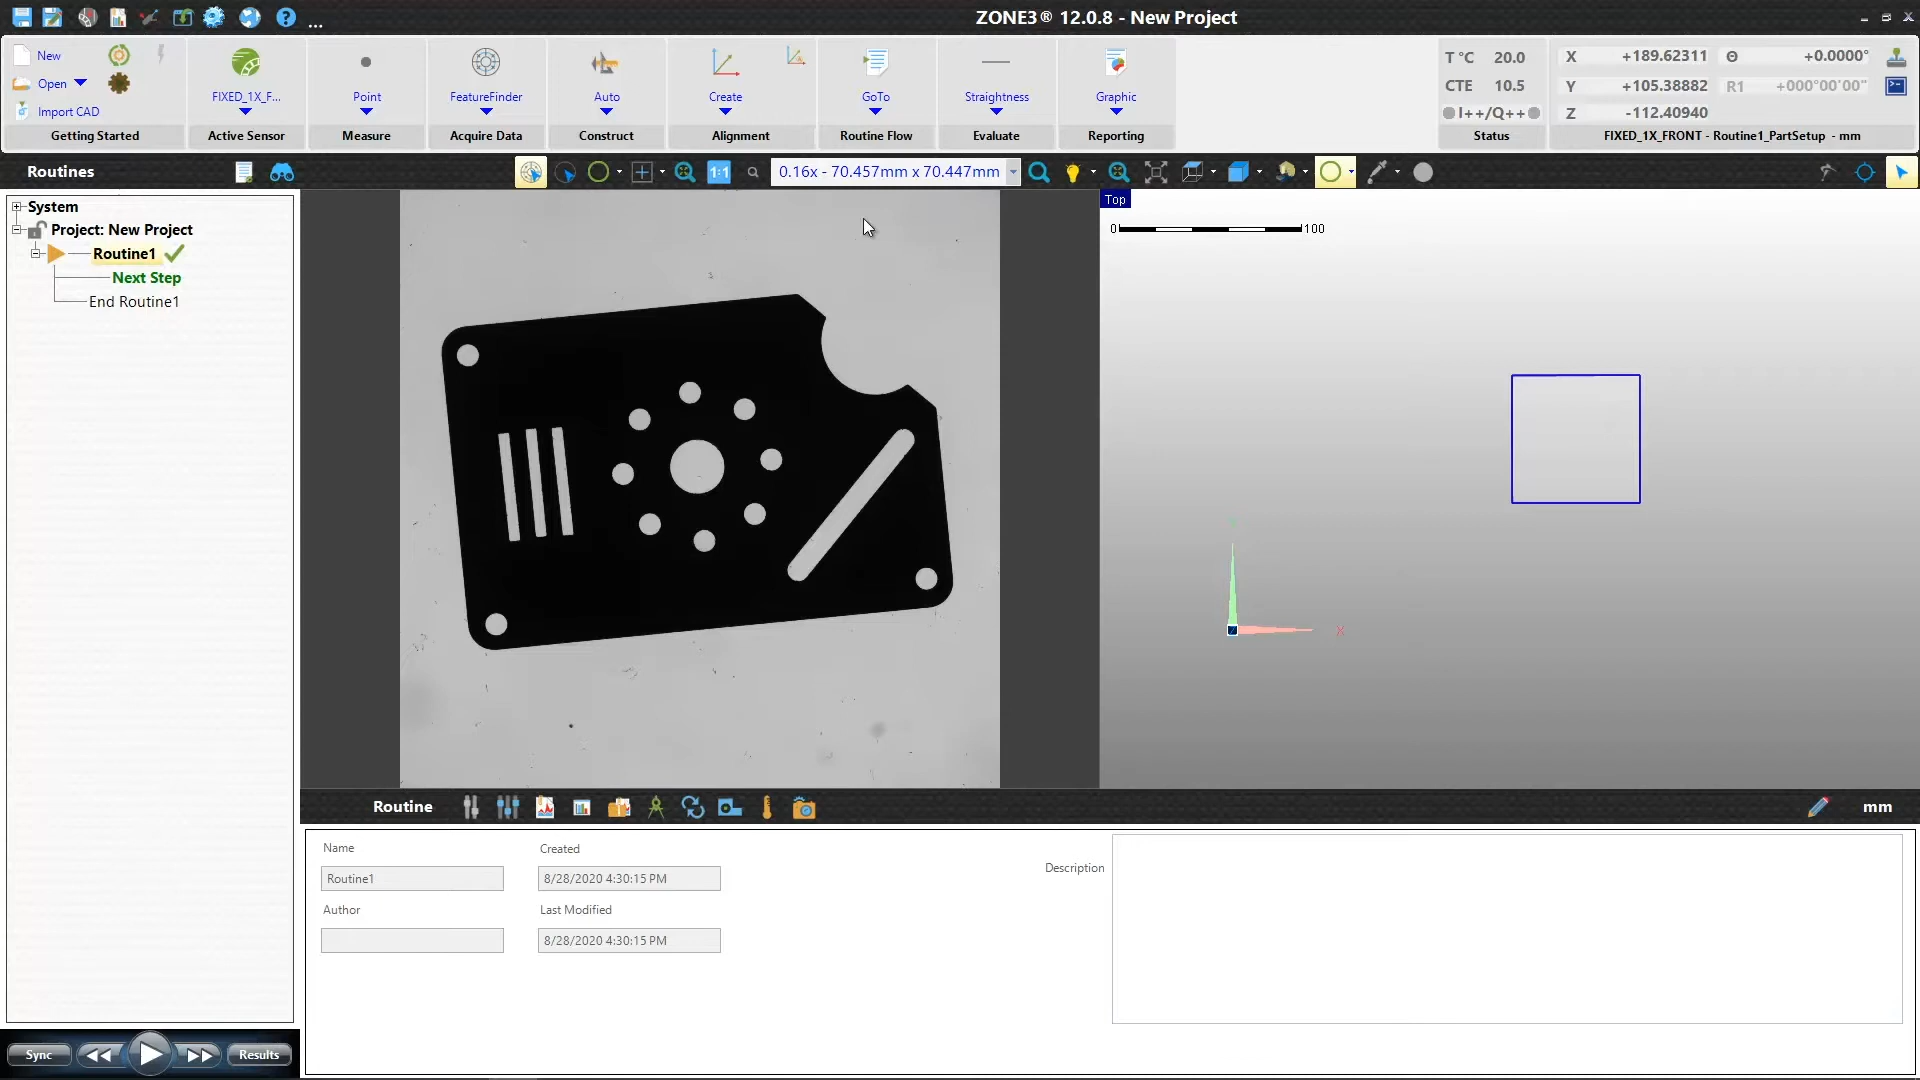 ZONE3® 12.0.8 - New Project
...
New
Open
Import CAD
Getting Started
FIXED_1X_F...
Active Sensor
Point
Measure
FeatureFinder
Acquire Data
Auto
Construct
Create
Alignment
GoTo
Routine Flow
Straightness
Evaluate
Graphic
Reporting
T °C 20.0
CTE 10.5
I++/Q++
Status
X +189.62311 Θ +0.0000°
Y +105.38882 R1 +000°00'00"
Z -112.40940
FIXED_1X_FRONT - Routine1_PartSetup - mm
Routines
1:1
0.16x - 70.457mm x 70.447mm
System
Project: New Project
Routine1
Next Step
End Routine1
Top
0 100
Y
X
Routine
mm
Name
Created
Description
Routine1
8/28/2020 4:30:15 PM
Author
Last Modified
8/28/2020 4:30:15 PM
Sync
Results